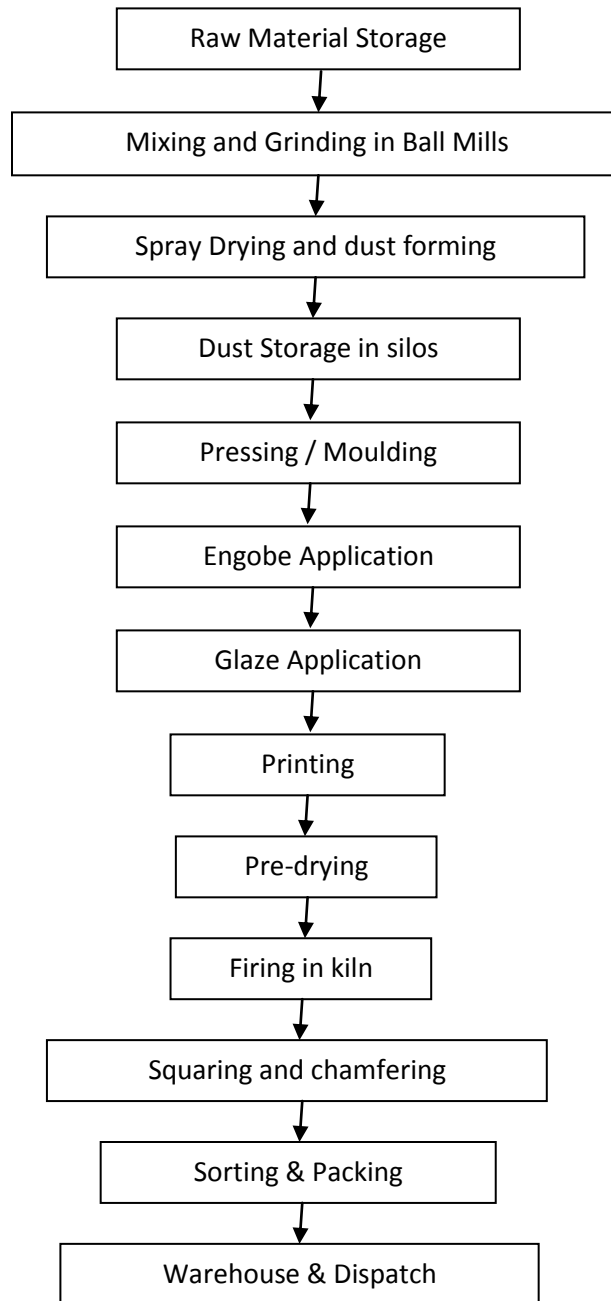 Raw Material Storage
Mixing and Grinding in Ball Mills
Spray Drying and dust forming
Dust Storage in silos
Pressing / Moulding
Engobe Application
Glaze Application
Printing
Pre-drying
Firing in kiln
Squaring and chamfering
Sorting & Packing
Warehouse & Dispatch